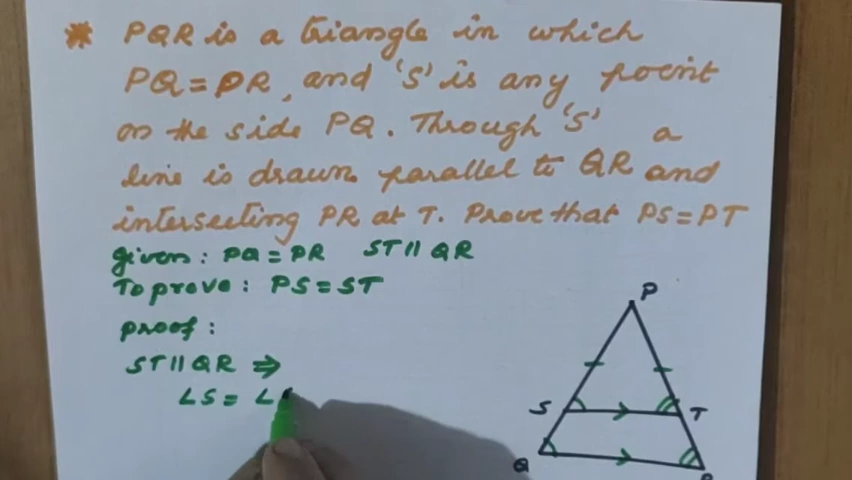 * PQR is a triangle in which
PQ = PR, and 'S' is any point
on the side PQ. Through 'S' a
line is drawn parallel to QR and
intersecting PR at T. Prove that PS = PT
Given: PQ = PR ST || QR
To prove: PS = ST
Proof:
ST || QR ⇒
∠S = ∠
P
S
T
Q
R